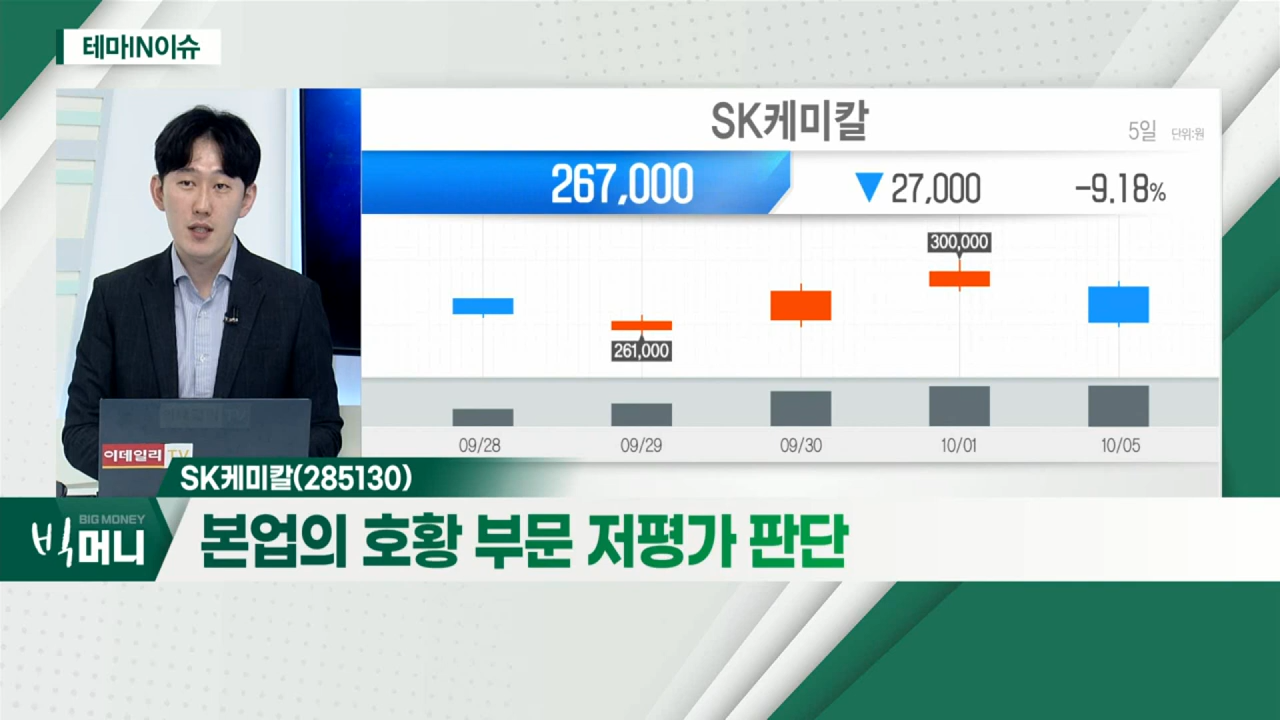 테마IN이슈
SK케미칼
5일 단위:원
267,000 ▼27,000 -9.18%
300,000
261,000
09/28 09/29 09/30 10/01 10/05
이데일리TV
SK케미칼(285130)
BIG MONEY
빅머니
본업의 호황 부문 저평가 판단